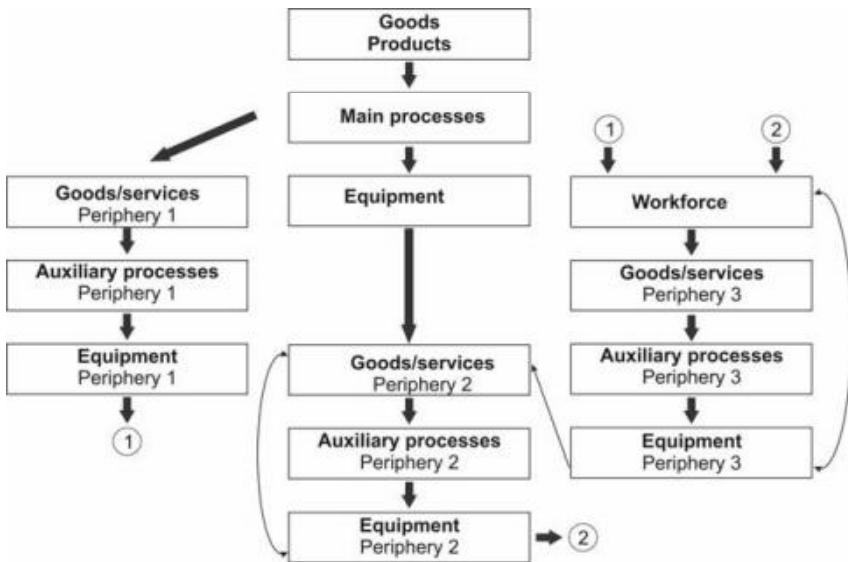 Goods
Products
Main processes
1
2
Goods/services
Periphery 1
Equipment
Workforce
Auxiliary processes
Periphery 1
Goods/services
Periphery 3
Equipment
Periphery 1
Goods/services
Periphery 2
Auxiliary processes
Periphery 3
1
Auxiliary processes
Periphery 2
Equipment
Periphery 3
Equipment
Periphery 2
2